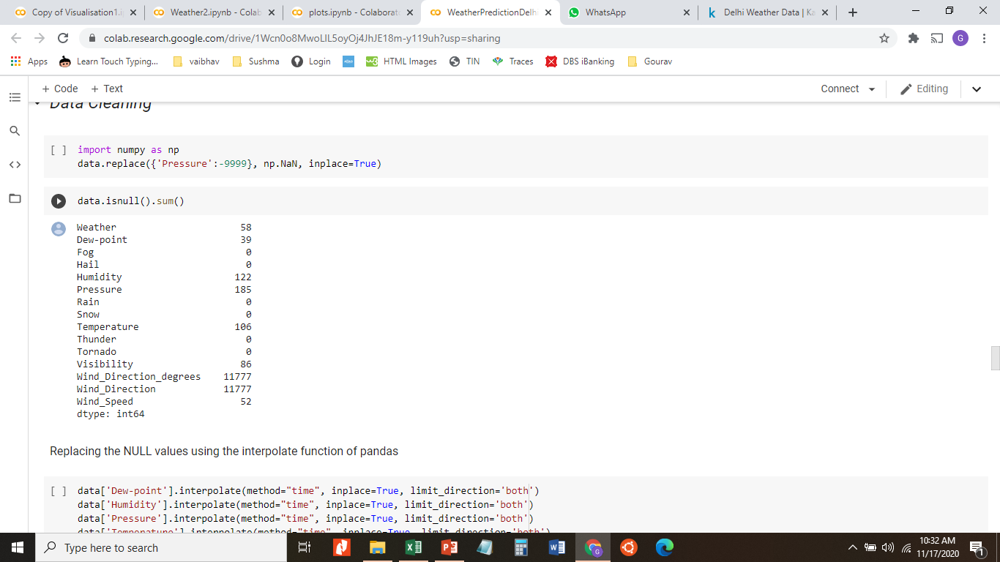 Copy of Visualisation1.i
Weather2.ipynb - Colab
plots.ipynb - Colaborat
WeatherPredictionDelh
WhatsApp
Delhi Weather Data | Ka
colab.research.google.com/drive/1Wcn0o8MwoLlL5oyOj4JhJE18m-y119uh?usp=sharing
G
Apps
Learn Touch Typing...
vaibhav
Sushma
Login
HTML Images
TIN
Traces
DBS iBanking
Gourav
+ Code + Text
Connect
Editing
Data Cleaning
[ ] import numpy as np
data.replace({'Pressure':-9999}, np.NaN, inplace=True)
data.isnull().sum()
Weather 58
Dew-point 39
Fog 0
Hail 0
Humidity 122
Pressure 185
Rain 0
Snow 0
Temperature 106
Thunder 0
Tornado 0
Visibility 86
Wind_Direction_degrees 11777
Wind_Direction 11777
Wind_Speed 52
dtype: int64
Replacing the NULL values using the interpolate function of pandas
[ ] data['Dew-point'].interpolate(method="time", inplace=True, limit_direction='both')
data['Humidity'].interpolate(method="time", inplace=True, limit_direction='both')
data['Pressure'].interpolate(method="time", inplace=True, limit_direction='both')
data['Temperature'].interpolate(method="time", inplace=True, limit_direction='both')
Type here to search
10:32 AM
11/17/2020
1